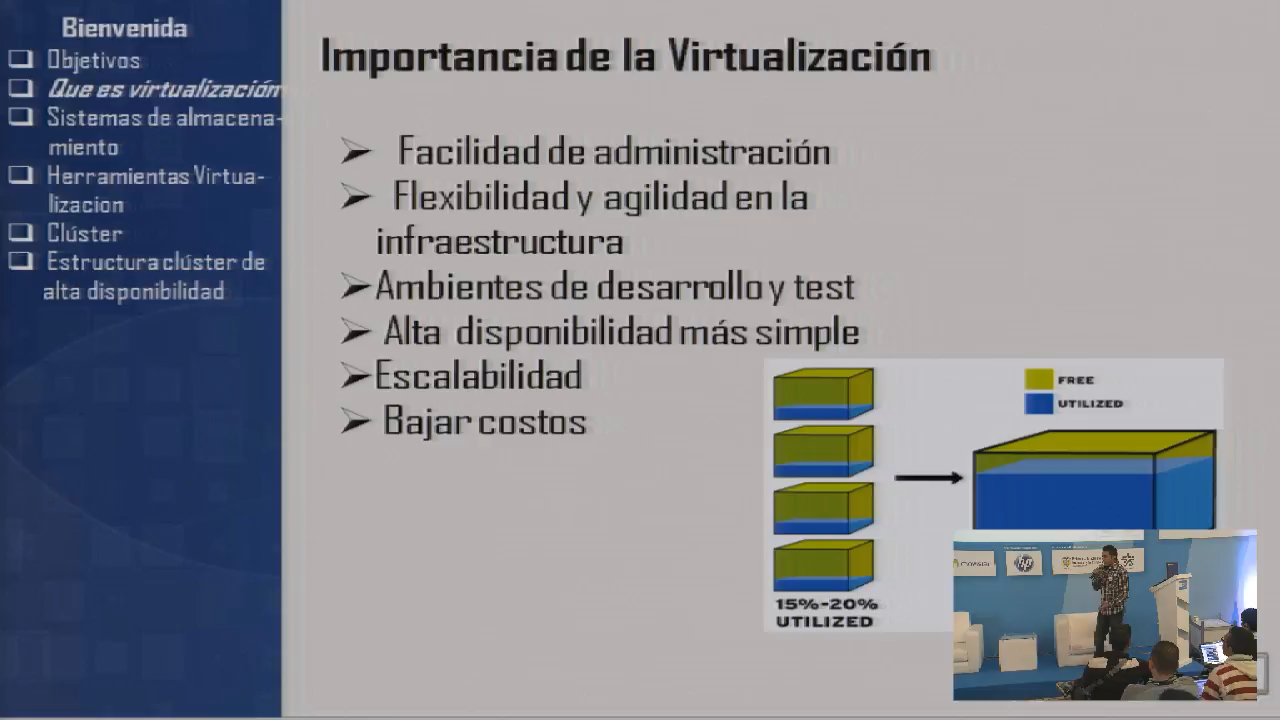 Bienvenida
Objetivos
Que es virtualización
Sistemas de almacena-
miento
Herramientas Virtua-
lizacion
Clúster
Estructura clúster de
alta disponibilidad
Importancia de la Virtualización
Facilidad de administración
Flexibilidad y agilidad en la
infraestructura
Ambientes de desarrollo y test
Alta disponibilidad más simple
Escalabilidad
Bajar costos
FREE
UTILIZED
15%-20%
UTILIZED
movistar
hp